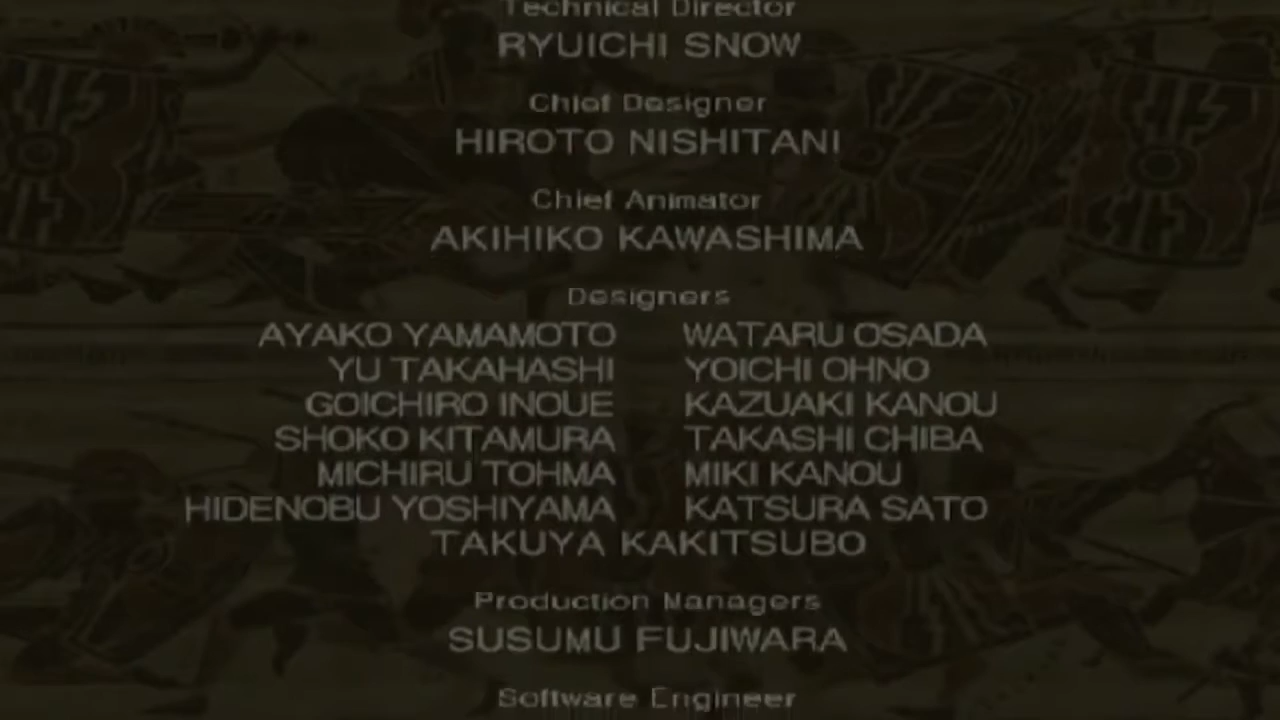 Technical Director
RYUICHI SNOW
Chief Designer
HIROTO NISHITANI
Chief Animator
AKIHIKO KAWASHIMA
Designers
AYAKO YAMAMOTO WATARU OSADA
YU TAKAHASHI YOICHI OHNO
GOICHIRO INOUE KAZUAKI KANOU
SHOKO KITAMURA TAKASHI CHIBA
MICHIRU TOHMA MIKI KANOU
HIDENOBU YOSHIYAMA KATSURA SATO
TAKUYA KAKITSUBO
Production Managers
SUSUMU FUJIWARA
Software Engineer